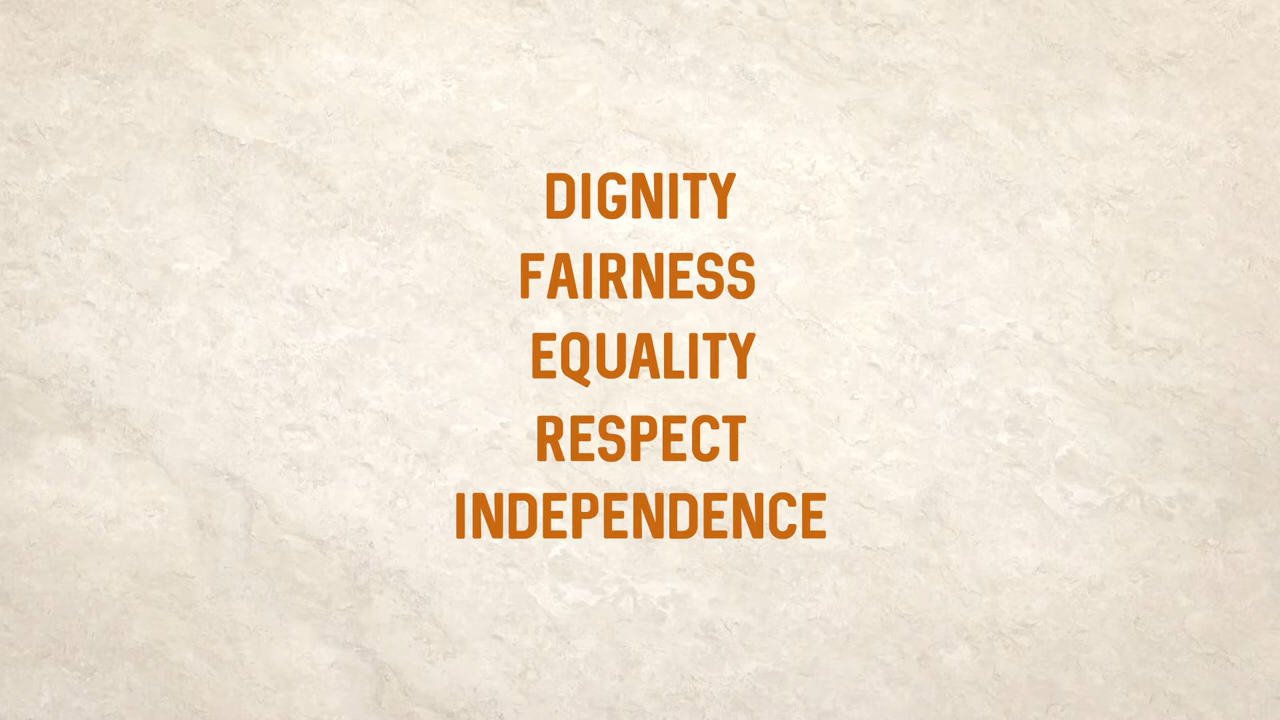 DIGNITY
FAIRNESS
EQUALITY
RESPECT
INDEPENDENCE